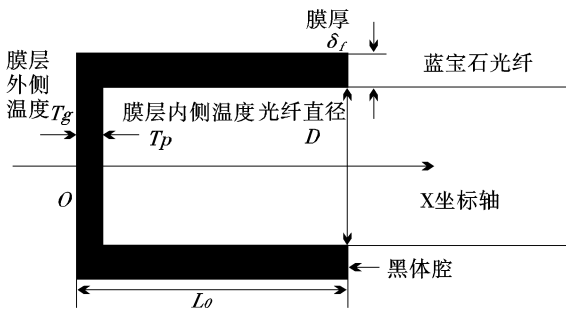 膜厚
δf
膜层
外侧
温度Tg
蓝宝石光纤
膜层内侧温度 光纤直径
Tp
D
O
X坐标轴
黑体腔
L0